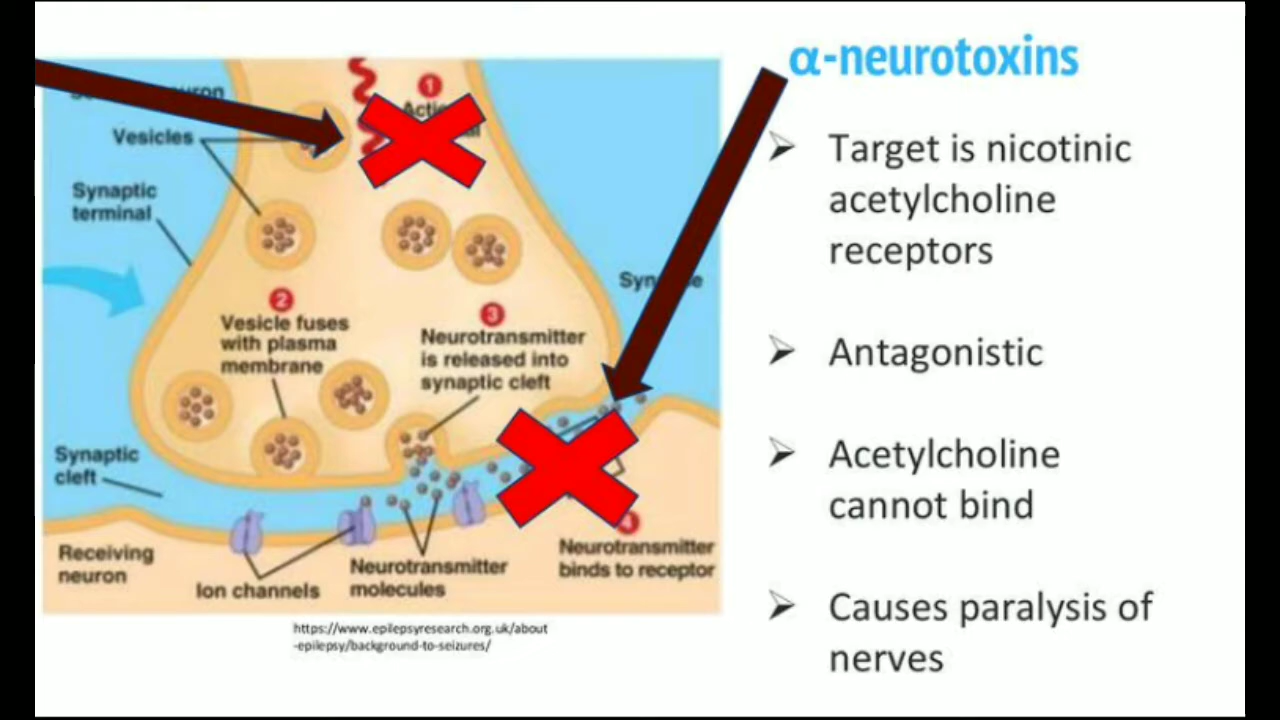 α-neurotoxins
Target is nicotinic
acetylcholine
receptors
Antagonistic
Acetylcholine
cannot bind
Causes paralysis of
nerves
1
Vesicles
Synaptic
terminal
2
Vesicle fuses
with plasma
membrane
3
Neurotransmitter
is released into
synaptic cleft
Synaptic
cleft
Receiving
neuron
Ion channels
Neurotransmitter
molecules
4
Neurotransmitter
binds to receptor
https://www.epilepsyresearch.org.uk/about
-epilepsy/background-to-seizures/